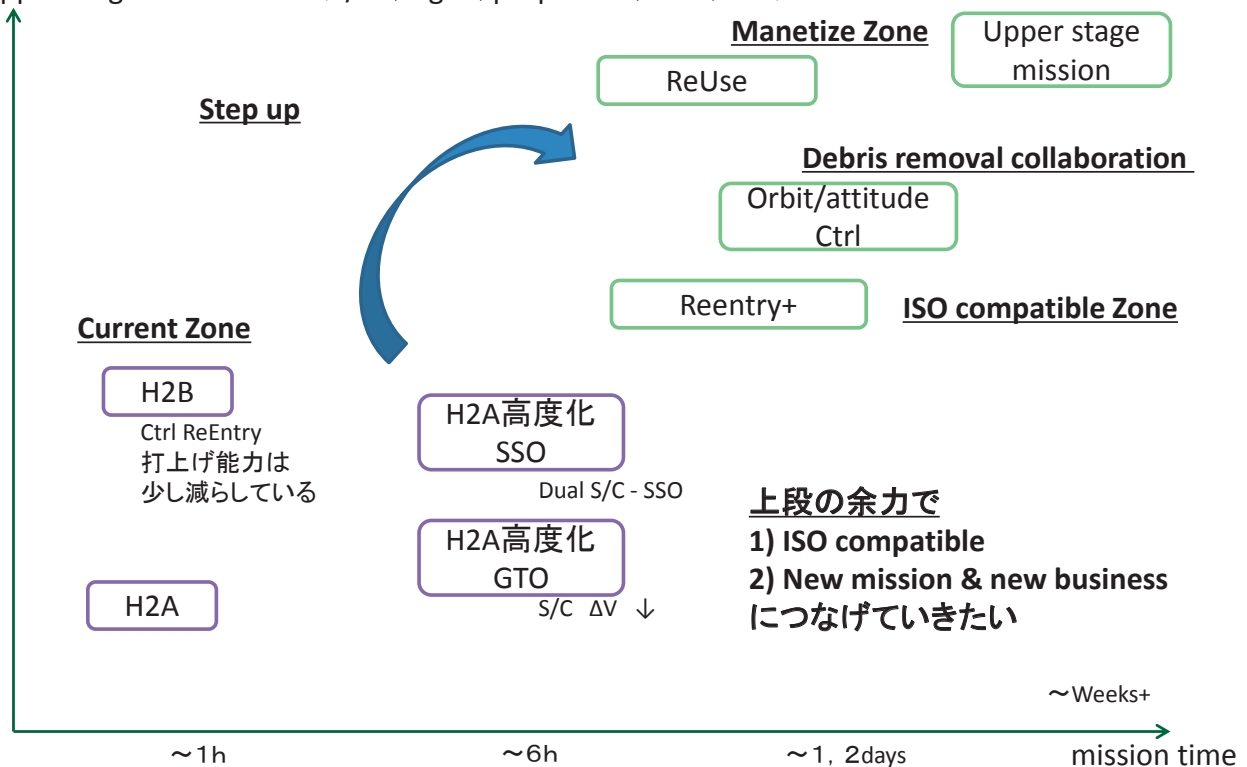 Manetize Zone
Upper stage
mission
ReUse
Step up
Debris removal collaboration
Orbit/attitude
Ctrl
Reentry+
ISO compatible Zone
Current Zone
H2B
Ctrl ReEntry
打上げ能力は
少し減らしている
H2A高度化
SSO
Dual S/C - SSO
上段の余力で
1) ISO compatible
2) New mission & new business
につなげていきたい
H2A高度化
GTO
S/C ΔV ↓
H2A
～Weeks+
～1h
～6h
～1, 2days
mission time